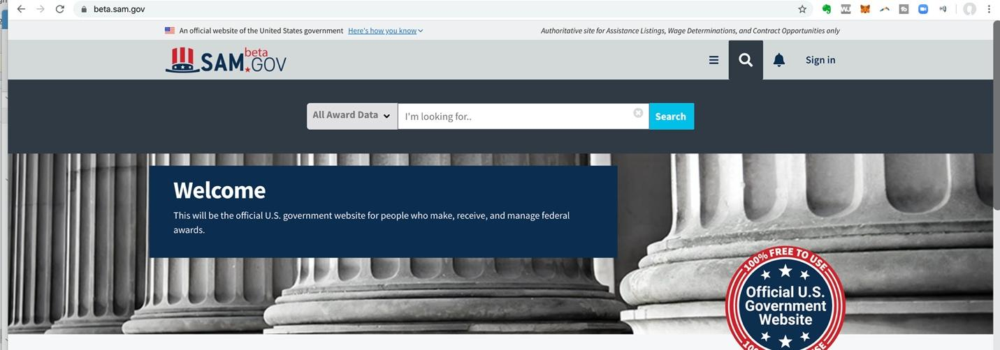 beta.sam.gov
An official website of the United States government Here's how you know
Authoritative site for Assistance Listings, Wage Determinations, and Contract Opportunities only
SAM.GOV beta
Sign in
All Award Data
I'm looking for..
Search
Welcome
This will be the official U.S. government website for people who make, receive, and manage federal
awards.
100% FREE TO USE
Official U.S.
Government
Website